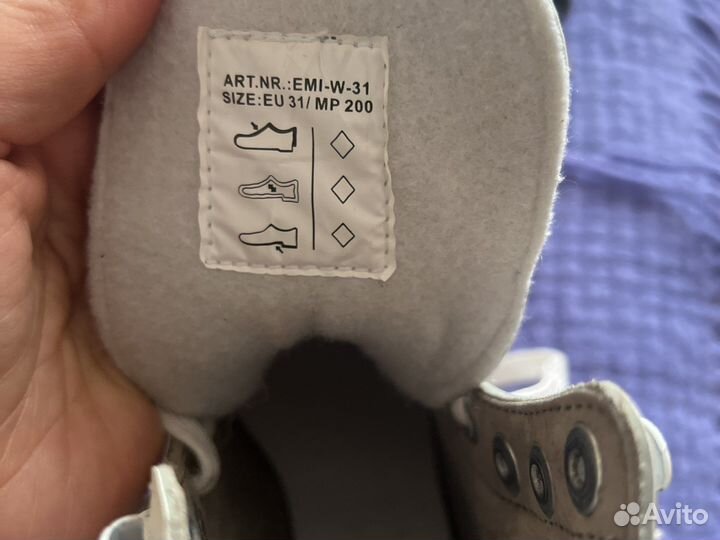 ART.NR.:EMI-W-31
SIZE:EU 31/ MP 200
Avito